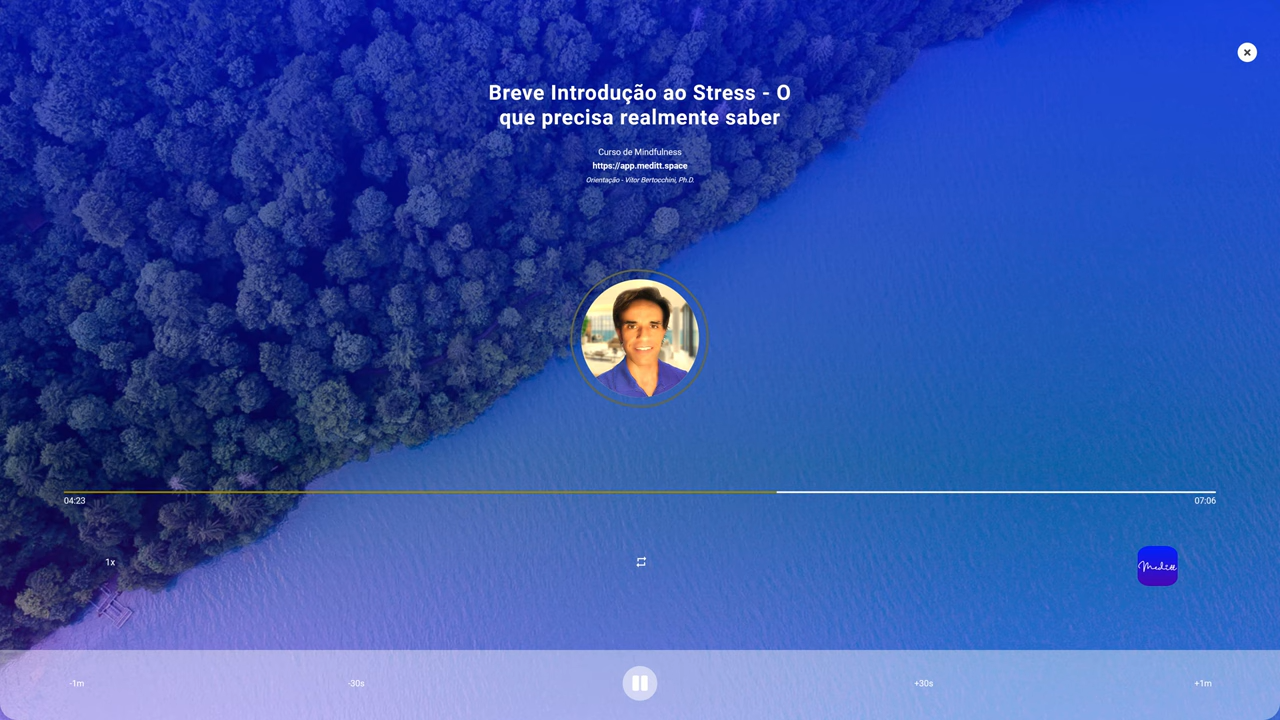 Breve Introdução ao Stress - O
que precisa realmente saber
Curso de Mindfulness
https://app.meditt.space
Orientação - Vitor Bertocchini, Ph.D.
04:23
07:06
1x
Meditt
-1m
-30s
+30s
+1m